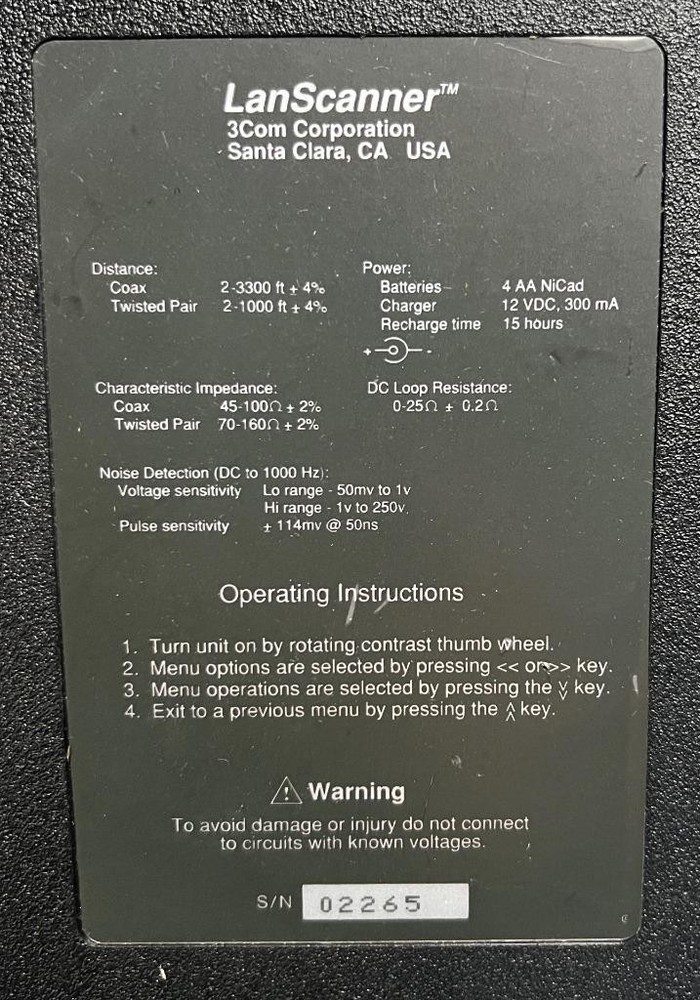 LanScanner™
3Com Corporation
Santa Clara, CA USA
Distance:
Coax 2-3300 ft ± 4%
Twisted Pair 2-1000 ft ± 4%
Power:
Batteries 4 AA NiCad
Charger 12 VDC, 300 mA
Recharge time 15 hours
+ -
Characteristic Impedance:
Coax 45-100Ω ± 2%
Twisted Pair 70-160Ω ± 2%
DC Loop Resistance:
0-25Ω ± 0.2Ω
Noise Detection (DC to 1000 Hz):
Voltage sensitivity Lo range - 50mv to 1v
Hi range - 1v to 250v
Pulse sensitivity ± 114mv @ 50ns
Operating Instructions
1. Turn unit on by rotating contrast thumb wheel.
2. Menu options are selected by pressing << or >> key.
3. Menu operations are selected by pressing the ⨈ key.
4. Exit to a previous menu by pressing the ︽ key.
Warning
To avoid damage or injury do not connect
to circuits with known voltages.
S/N 02265